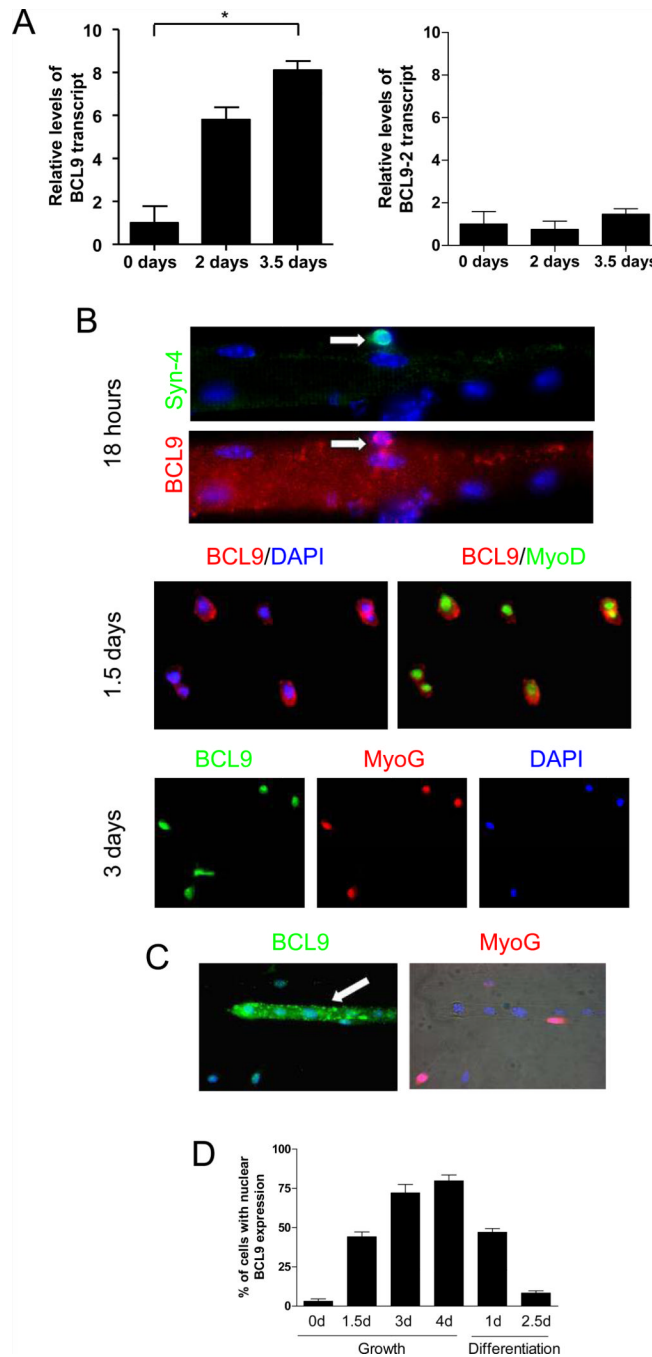 A
*
Relative levels of
BCL9 transcript
10
8
6
4
2
0
0 days 2 days 3.5 days
Relative levels of
BCL9-2 transcript
10
8
6
4
2
0
0 days 2 days 3.5 days
B
18 hours
Syn-4
BCL9
1.5 days
BCL9/DAPI BCL9/MyoD
3 days
BCL9 MyoG DAPI
C
BCL9 MyoG
D
% of cells with nuclear
BCL9 expression
100
75
50
25
0
0d 1.5d 3d 4d 1d 2.5d
Growth Differentiation